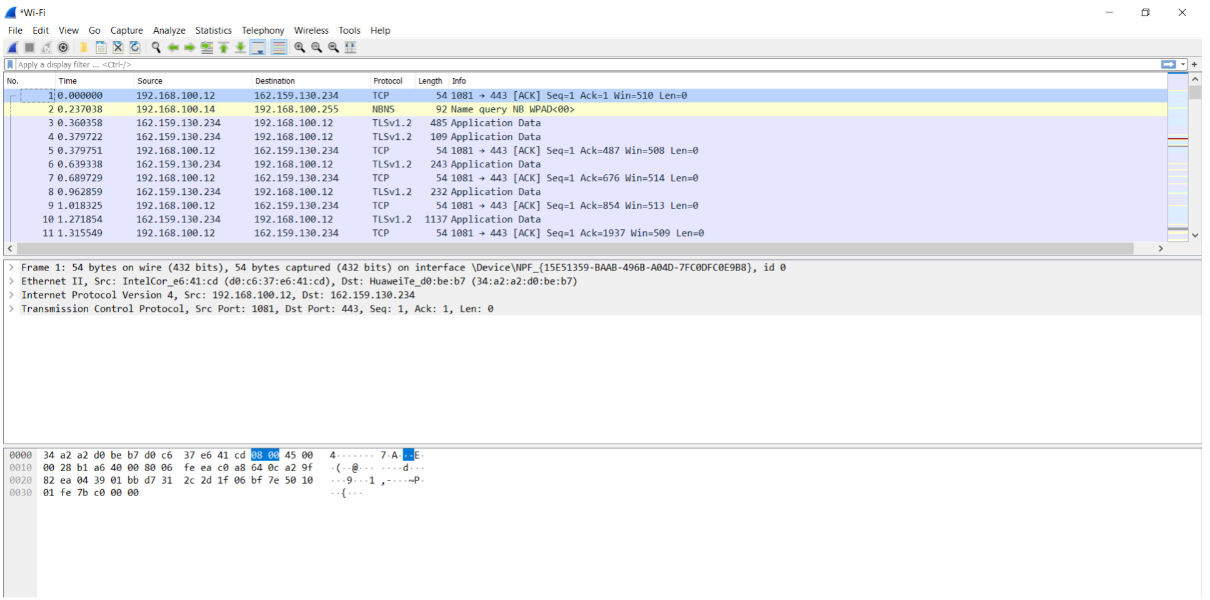 *Wi-Fi
File Edit View Go Capture Analyze Statistics Telephony Wireless Tools Help
Apply a display filter ... <Ctrl-/>
No. Time Source Destination Protocol Length Info
1 0.000000 192.168.100.12 162.159.130.234 TCP 54 1081 → 443 [ACK] Seq=1 Ack=1 Win=510 Len=0
2 0.237038 192.168.100.14 192.168.100.255 NBNS 92 Name query NB WPAD<00>
3 0.360358 162.159.130.234 192.168.100.12 TLSv1.2 485 Application Data
4 0.379722 162.159.130.234 192.168.100.12 TLSv1.2 109 Application Data
5 0.379751 192.168.100.12 162.159.130.234 TCP 54 1081 → 443 [ACK] Seq=1 Ack=487 Win=508 Len=0
6 0.639338 162.159.130.234 192.168.100.12 TLSv1.2 243 Application Data
7 0.689729 192.168.100.12 162.159.130.234 TCP 54 1081 → 443 [ACK] Seq=1 Ack=676 Win=514 Len=0
8 0.962859 162.159.130.234 192.168.100.12 TLSv1.2 232 Application Data
9 1.018325 192.168.100.12 162.159.130.234 TCP 54 1081 → 443 [ACK] Seq=1 Ack=854 Win=513 Len=0
10 1.271854 162.159.130.234 192.168.100.12 TLSv1.2 1137 Application Data
11 1.315549 192.168.100.12 162.159.130.234 TCP 54 1081 → 443 [ACK] Seq=1 Ack=1937 Win=509 Len=0
> Frame 1: 54 bytes on wire (432 bits), 54 bytes captured (432 bits) on interface \Device\NPF_{15E51359-BAAB-496B-A04D-7FC0DFC0E9B8}, id 0
> Ethernet II, Src: IntelCor_e6:41:cd (d0:c6:37:e6:41:cd), Dst: HuaweiTe_d0:be:b7 (34:a2:a2:d0:be:b7)
> Internet Protocol Version 4, Src: 192.168.100.12, Dst: 162.159.130.234
> Transmission Control Protocol, Src Port: 1081, Dst Port: 443, Seq: 1, Ack: 1, Len: 0
0000 34 a2 a2 d0 be b7 d0 c6 37 e6 41 cd 08 00 45 00 4······· 7·A···E·
0010 00 28 b1 a6 40 00 80 06 fe ea c0 a8 64 0c a2 9f ·(··@··· ····d···
0020 82 ea 04 39 01 bb d7 31 2c 2d 1f 06 bf 7e 50 10 ···9···1 ,-···~P·
0030 01 fe 7b c0 00 00 ··{···